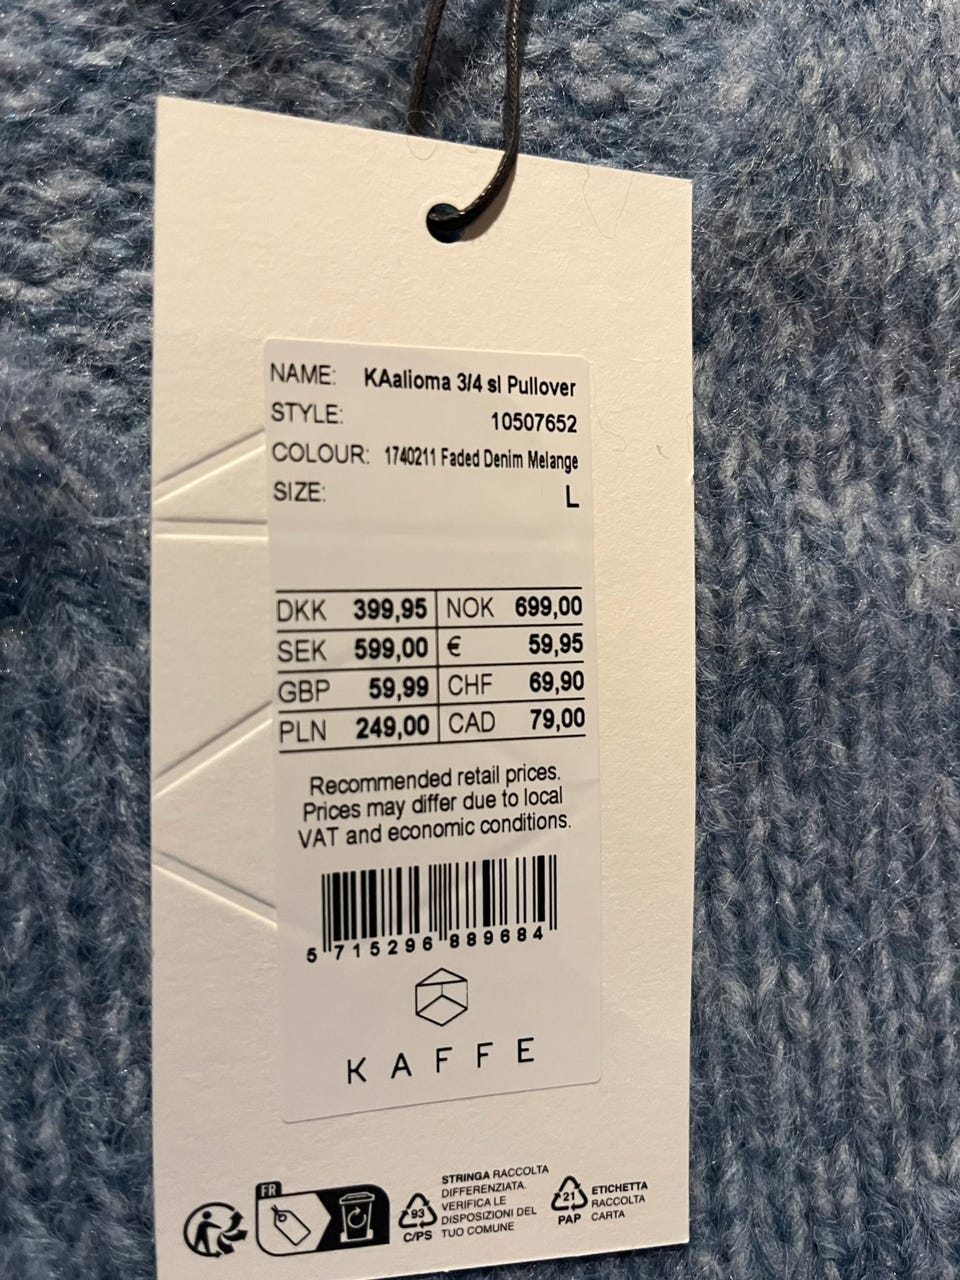 NAME: KAalioma 3/4 sl Pullover
STYLE: 10507652
COLOUR: 1740211 Faded Denim Melange
SIZE: L
DKK 399,95 NOK 699,00
SEK 599,00 € 59,95
GBP 59,99 CHF 69,90
PLN 249,00 CAD 79,00
Recommended retail prices.
Prices may differ due to local
VAT and economic conditions.
5 715296 889684
KAFFE
FR
93
C/PS
STRINGA RACCOLTA
DIFFERENZIATA.
VERIFICA LE
DISPOSIZIONI DEL
TUO COMUNE
21
PAP
ETICHETTA
RACCOLTA
CARTA